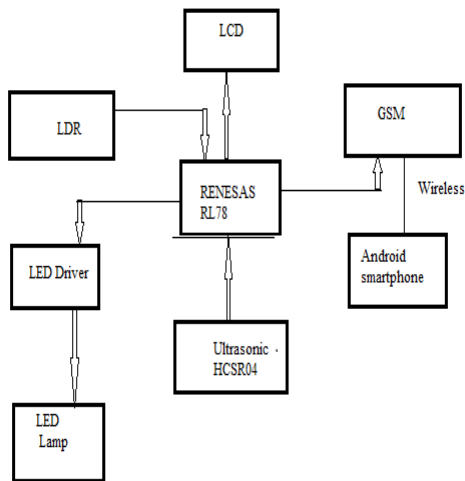 LCD
LDR
GSM
RENESAS
RL78
Wireless
LED Driver
Android
smartphone
Ultrasonic
HCSR04
LED
Lamp